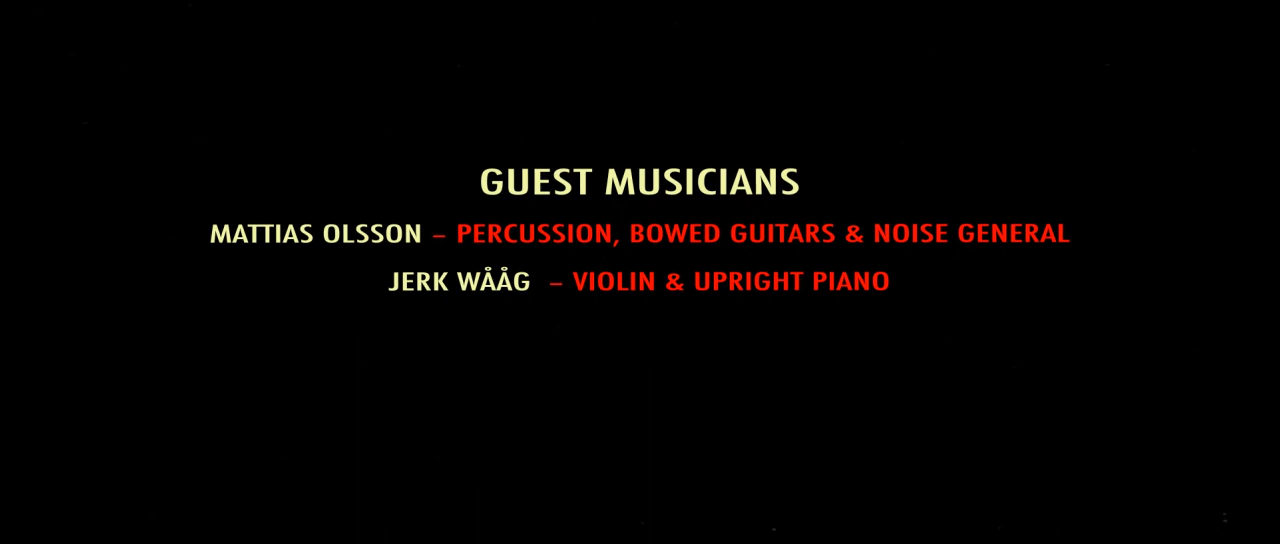 GUEST MUSICIANS
MATTIAS OLSSON – PERCUSSION, BOWED GUITARS & NOISE GENERAL
JERK WÅÅG – VIOLIN & UPRIGHT PIANO